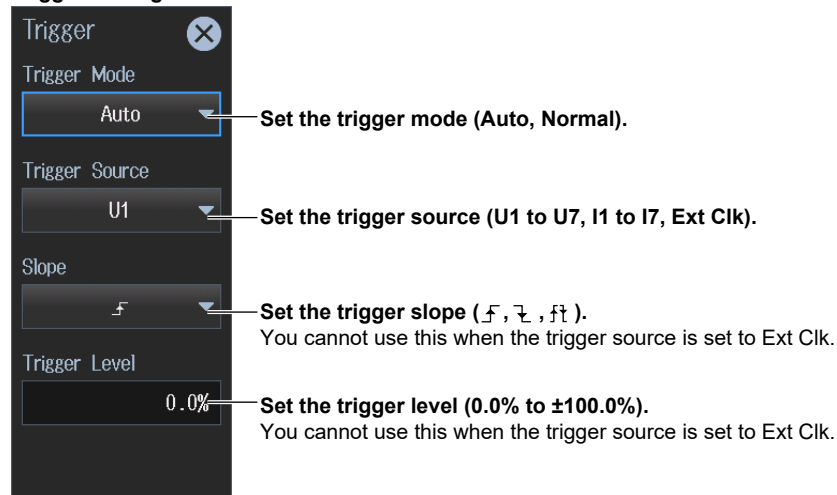 Trigger
Trigger Mode
Auto
Set the trigger mode (Auto, Normal).
Trigger Source
U1
Set the trigger source (U1 to U7, I1 to I7, Ext Clk).
Slope
Set the trigger slope ( , , ).
You cannot use this when the trigger source is set to Ext Clk.
Trigger Level
0.0%
Set the trigger level (0.0% to ±100.0%).
You cannot use this when the trigger source is set to Ext Clk.